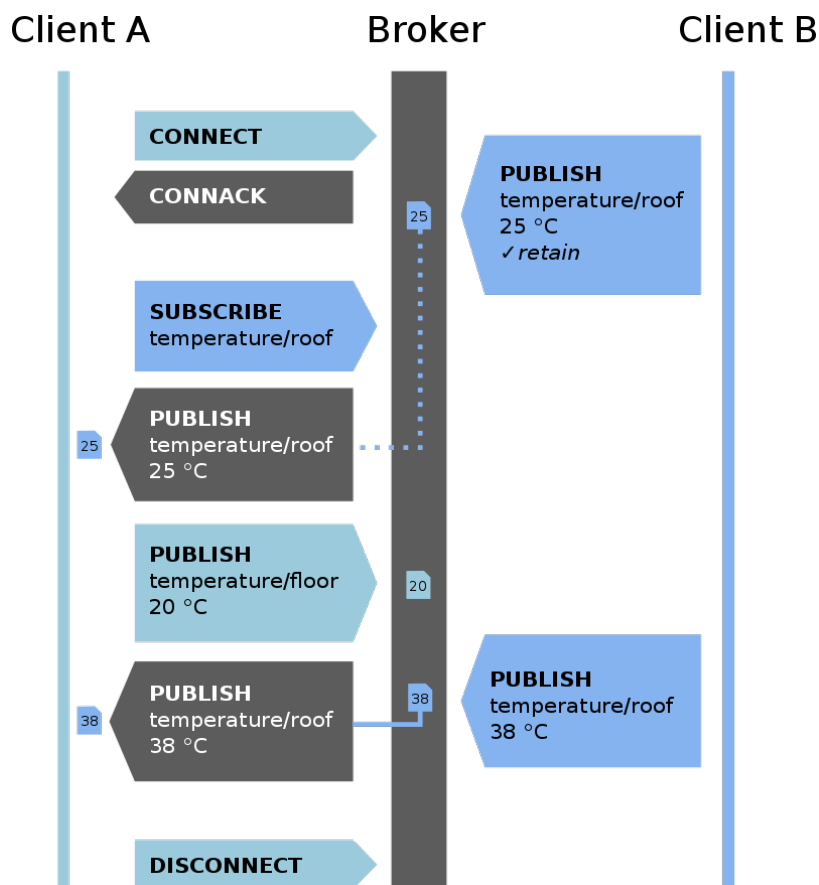 Client A
Broker
Client B
CONNECT
CONNACK
PUBLISH
temperature/roof
25 °C
✓retain
25
SUBSCRIBE
temperature/roof
PUBLISH
temperature/roof
25 °C
25
PUBLISH
temperature/floor
20 °C
20
PUBLISH
temperature/roof
38 °C
38
PUBLISH
temperature/roof
38 °C
38
DISCONNECT